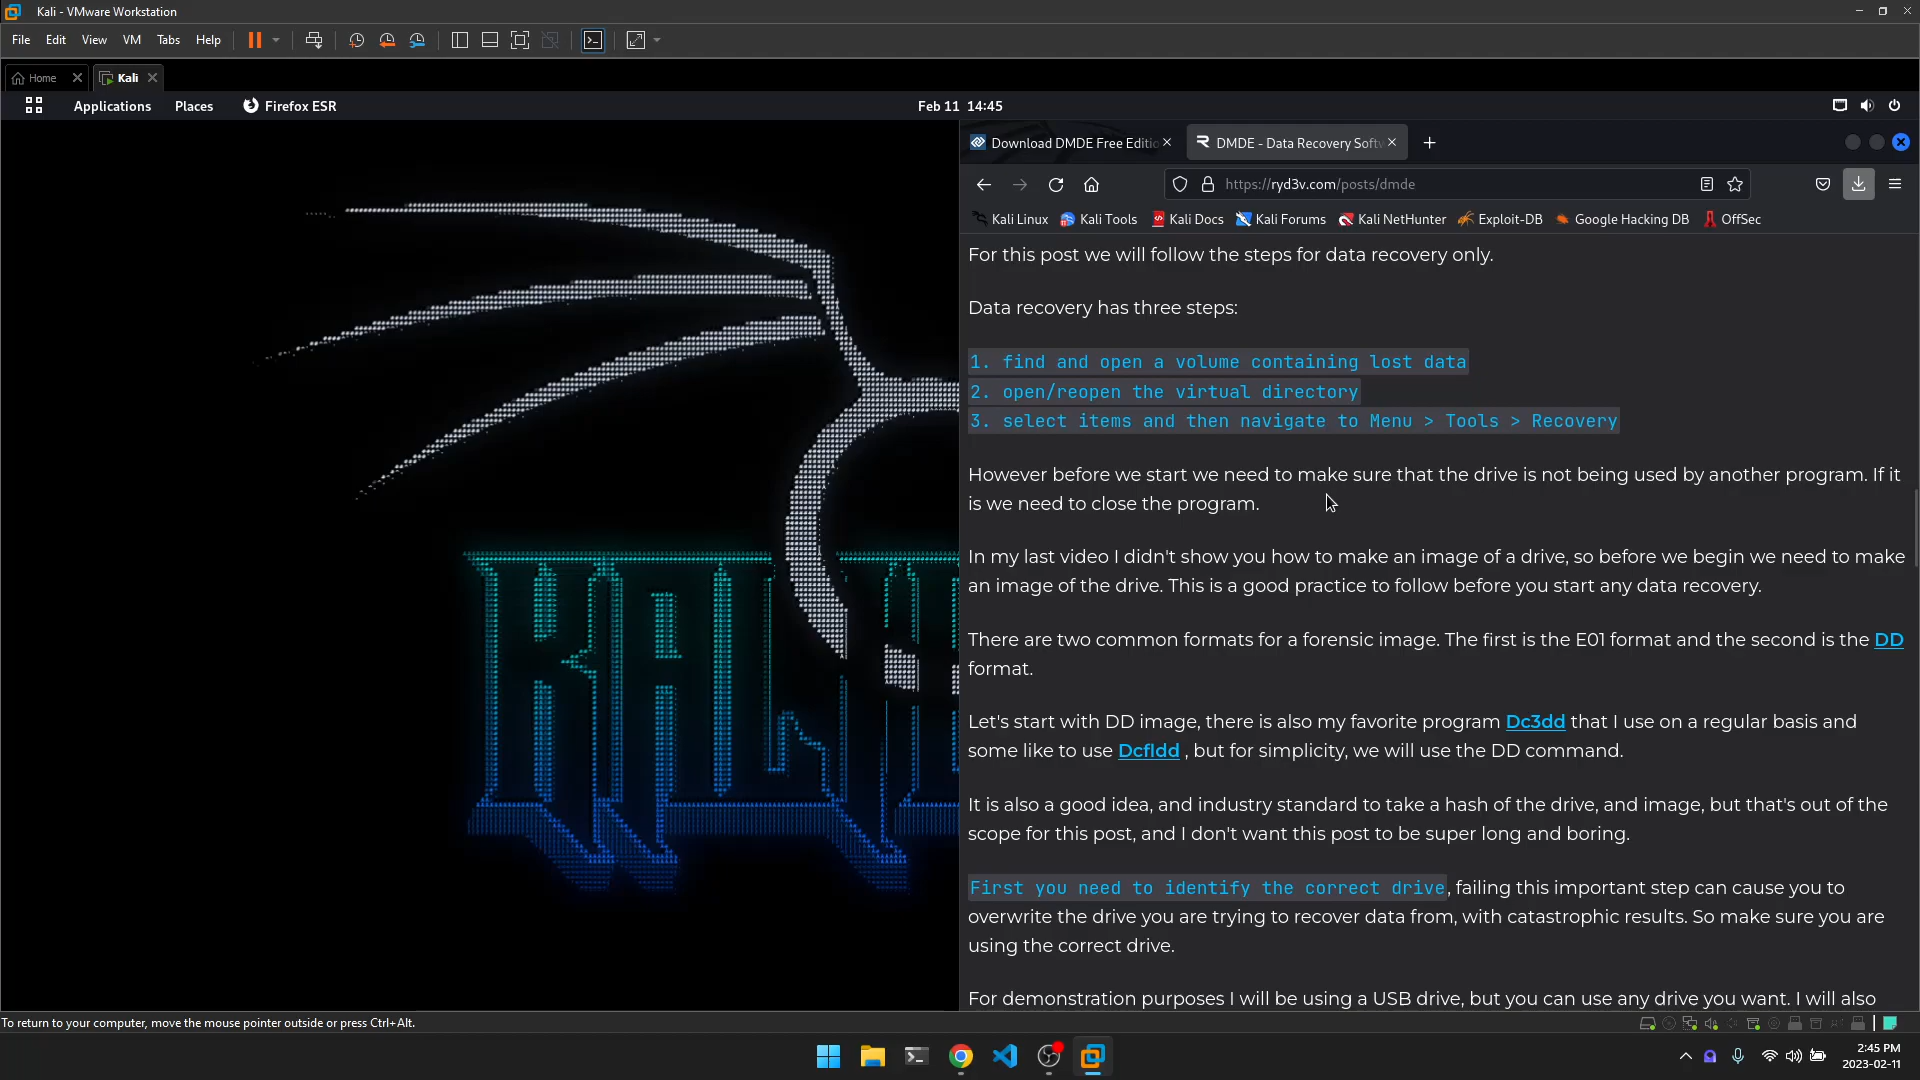 Kali - VMware Workstation
File Edit View VM Tabs Help
Home Kali
Applications Places Firefox ESR Feb 11 14:45
Download DMDE Free Editio DMDE - Data Recovery Softw
https://ryd3v.com/posts/dmde
Kali Linux Kali Tools Kali Docs Kali Forums Kali NetHunter Exploit-DB Google Hacking DB OffSec
For this post we will follow the steps for data recovery only.
Data recovery has three steps:
1. find and open a volume containing lost data
2. open/reopen the virtual directory
3. select items and then navigate to Menu > Tools > Recovery
However before we start we need to make sure that the drive is not being used by another program. If it
is we need to close the program.
In my last video I didn't show you how to make an image of a drive, so before we begin we need to make
an image of the drive. This is a good practice to follow before you start any data recovery.
There are two common formats for a forensic image. The first is the E01 format and the second is the DD
format.
Let's start with DD image, there is also my favorite program Dc3dd that I use on a regular basis and
some like to use Dcfldd , but for simplicity, we will use the DD command.
It is also a good idea, and industry standard to take a hash of the drive, and image, but that's out of the
scope for this post, and I don't want this post to be super long and boring.
First you need to identify the correct drive, failing this important step can cause you to
overwrite the drive you are trying to recover data from, with catastrophic results. So make sure you are
using the correct drive.
For demonstration purposes I will be using a USB drive, but you can use any drive you want. I will also
KALI
To return to your computer, move the mouse pointer outside or press Ctrl+Alt.
2:45 PM
2023-02-11